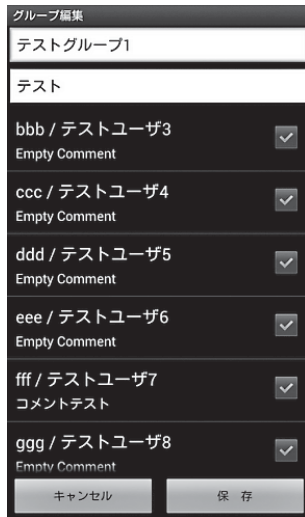 グループ編集
テストグループ1
テスト
bbb / テストユーザ3
Empty Comment
ccc / テストユーザ4
Empty Comment
ddd / テストユーザ5
Empty Comment
eee / テストユーザ6
Empty Comment
fff / テストユーザ7
コメントテスト
ggg / テストユーザ8
Empty Comment
キャンセル
保 存